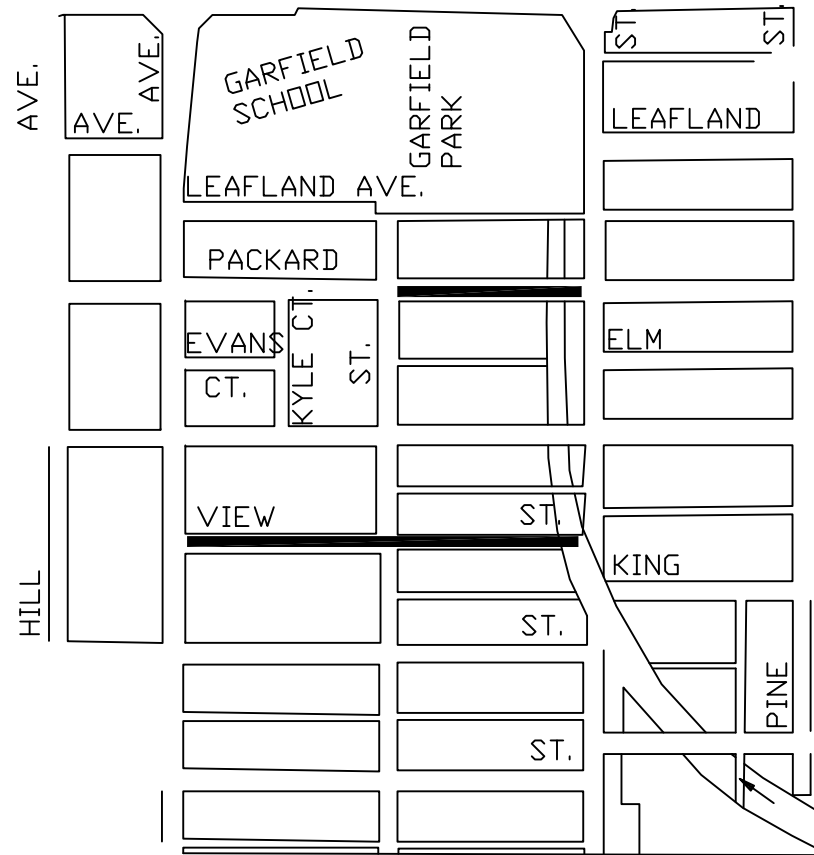 ST.
ST.
AVE.
AVE.
AVE.
GARFIELD
SCHOOL
GARFIELD
PARK
LEAFLAND
LEAFLAND AVE.
PACKARD
EVANS
CT.
KYLE CT.
ST.
ELM
VIEW
ST.
HILL
KING
ST.
PINE
ST.